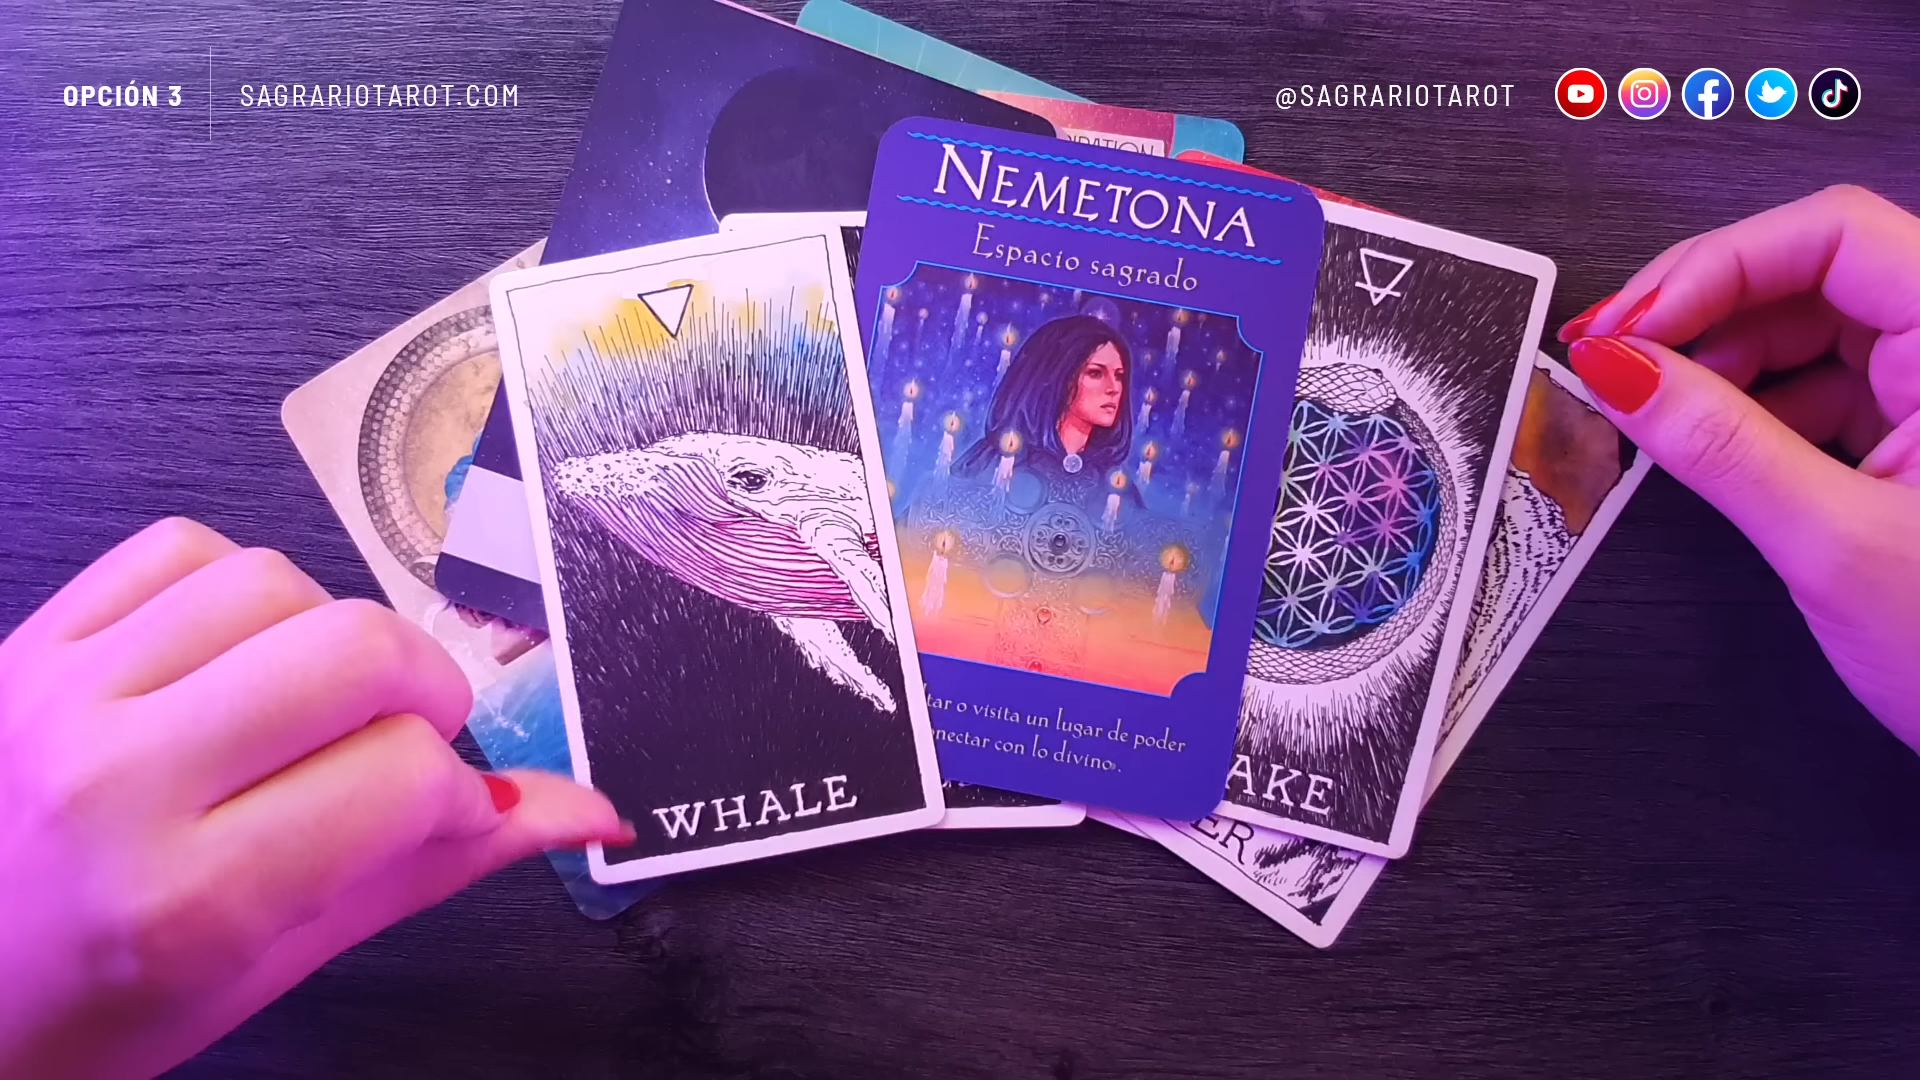 OPCIÓN 3
SAGRARIOTAROT.COM
@SAGRARIOTAROT
NEMETONA
Espacio sagrado
tar o visita un lugar de poder
nectar con lo divino».
WHALE
AKE
ER